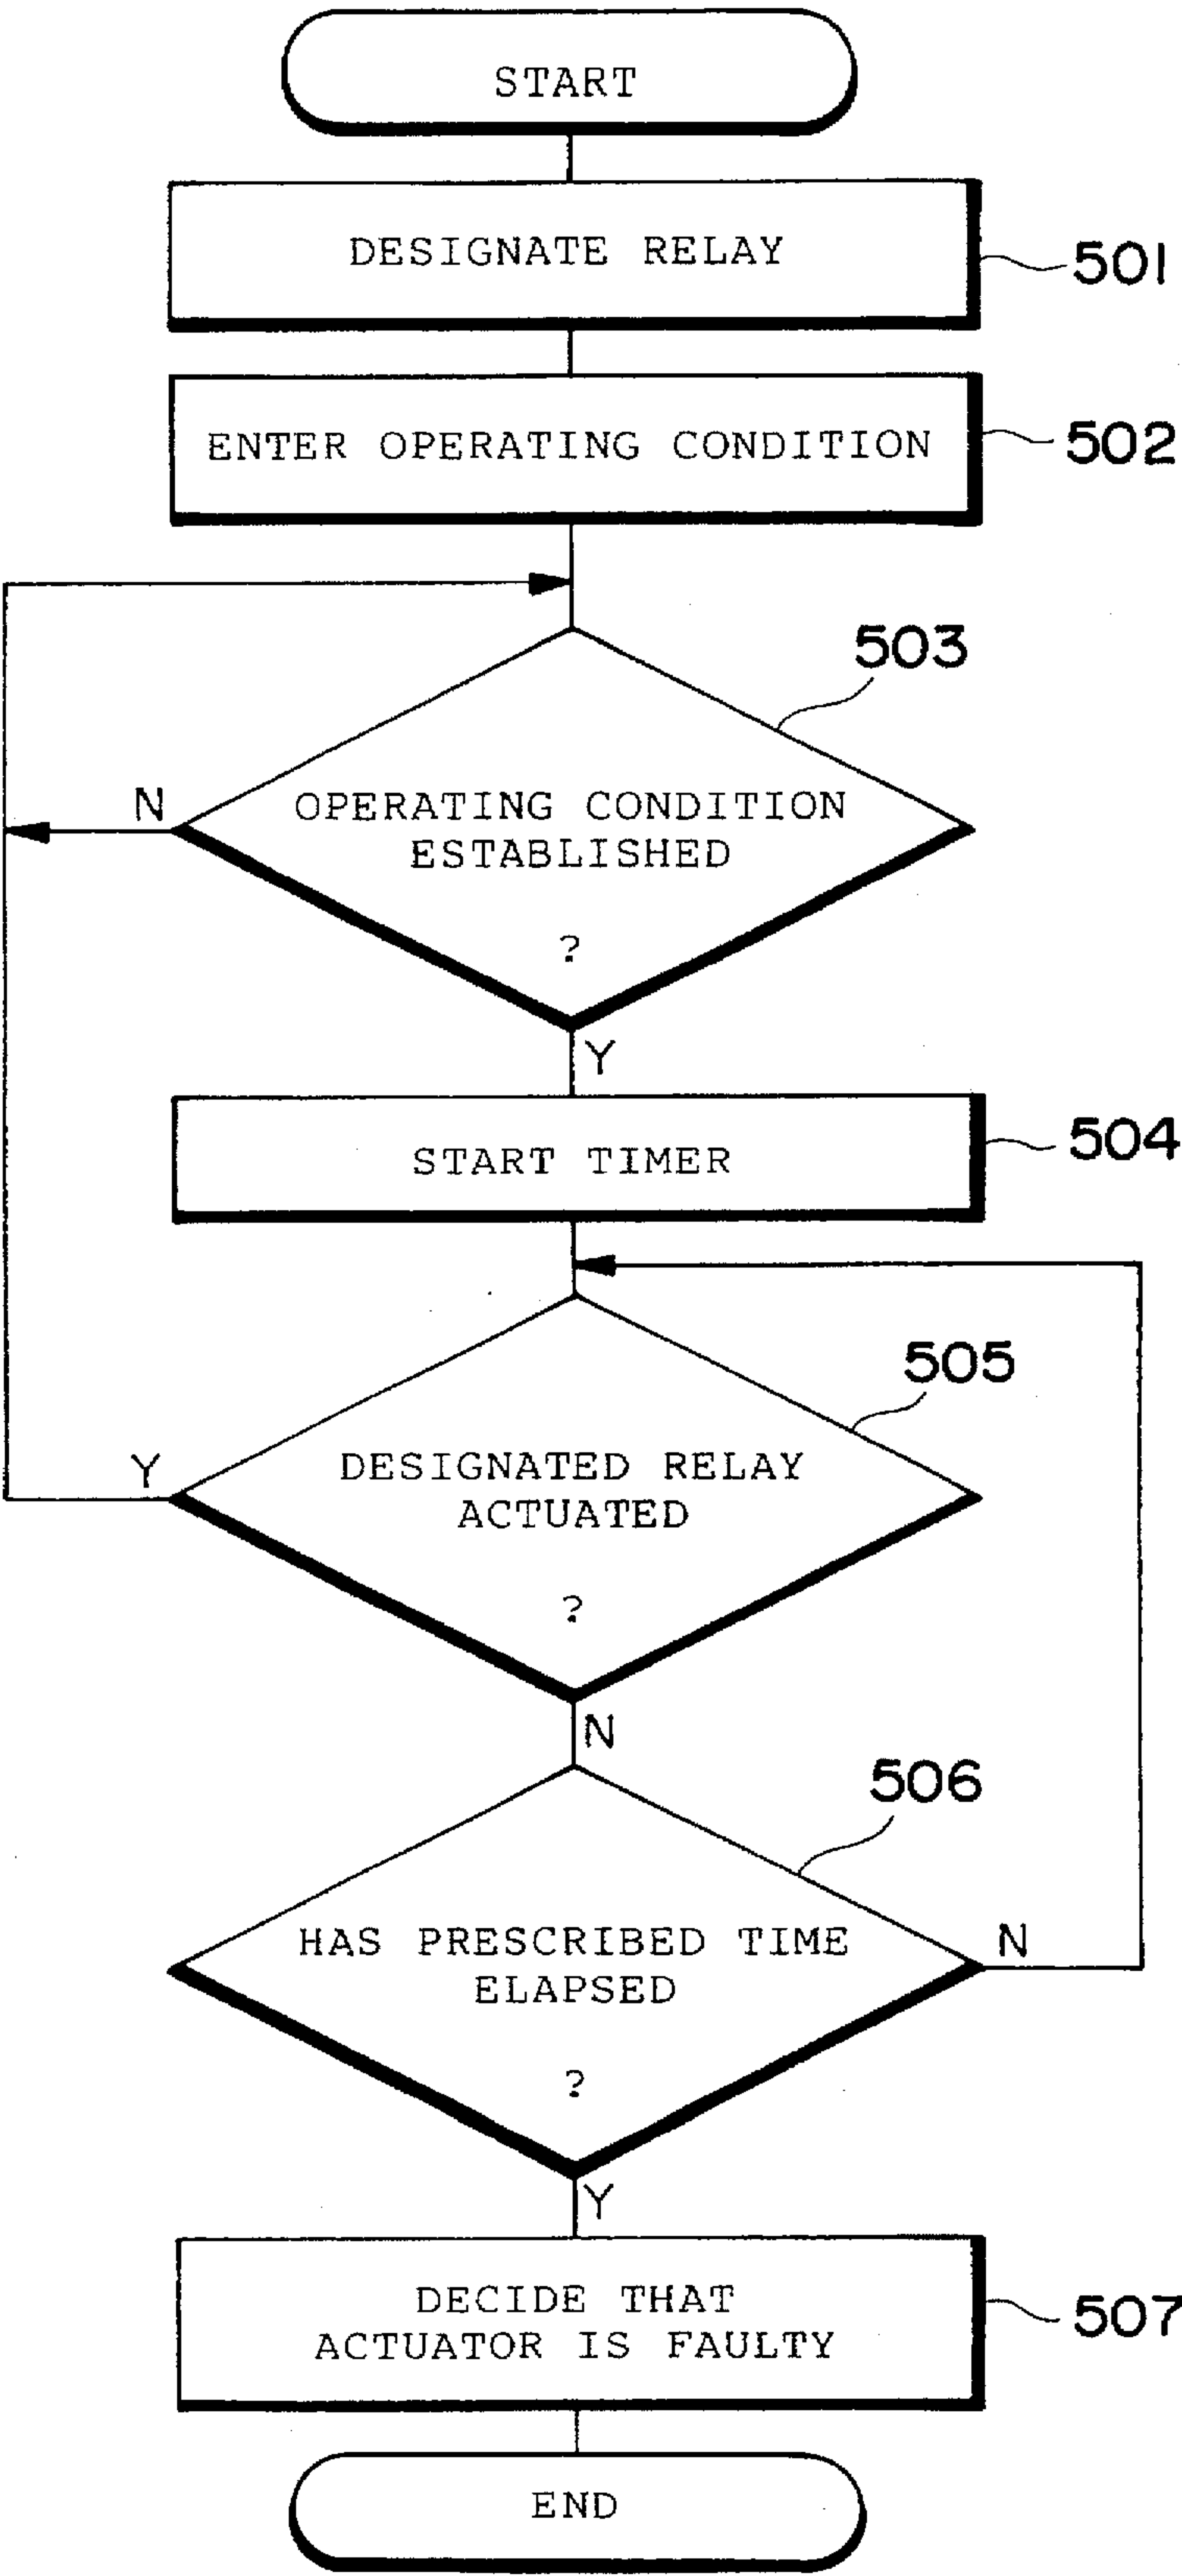 START
DESIGNATE RELAY
501
ENTER OPERATING CONDITION
502
503
N
OPERATING CONDITION
ESTABLISHED
?
Y
START TIMER
504
505
Y
DESIGNATED RELAY
ACTUATED
?
N
506
HAS PRESCRIBED TIME
ELAPSED
?
N
Y
DECIDE THAT
ACTUATOR IS FAULTY
507
END